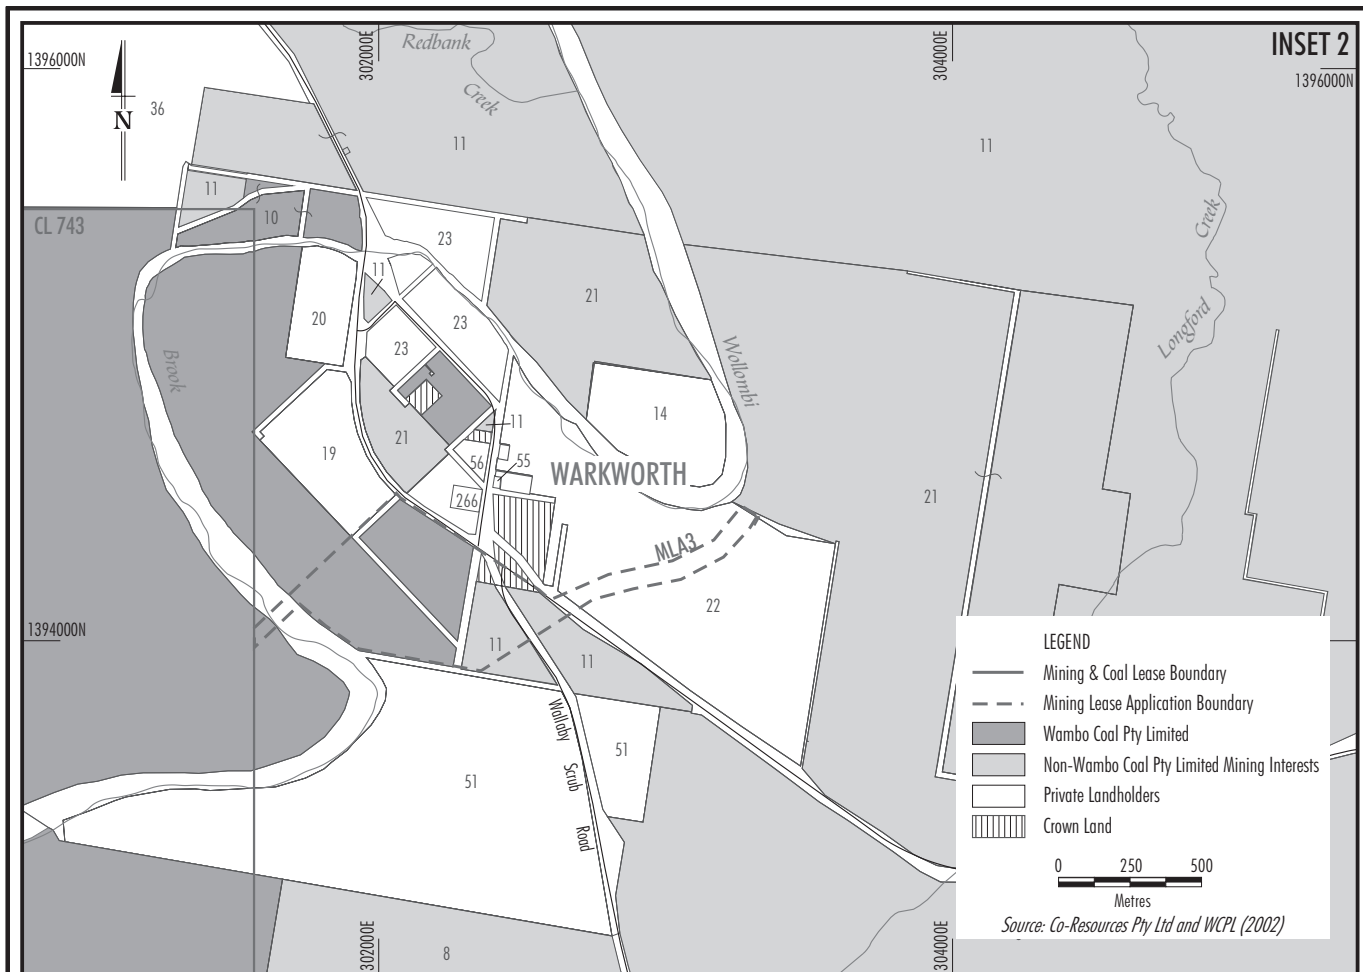 INSET 2
302000E
304000E
1396000N
1396000N
Redbank
Creek
N
36
11
11
11
10
CL 743
Creek
23
11
21
20
23
Longford
23
Brook
Wollombi
14
11
21
19
56
55
WARKWORTH
266
21
MLA3
22
1394000N
11
11
Wallaby
Scrub
Road
51
51
8
302000E
304000E
LEGEND
Mining & Coal Lease Boundary
Mining Lease Application Boundary
Wambo Coal Pty Limited
Non-Wambo Coal Pty Limited Mining Interests
Private Landholders
Crown Land
0 250 500
Metres
Source: Co-Resources Pty Ltd and WCPL (2002)